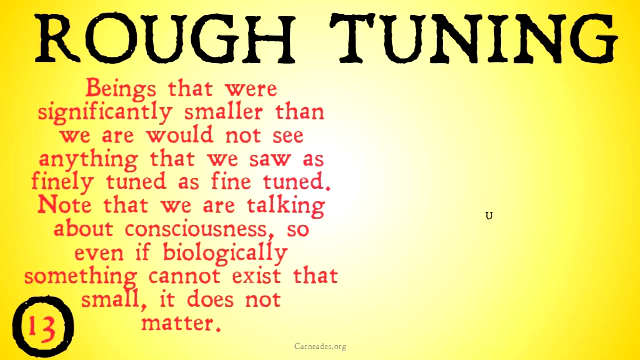 ROUGH TUNING
Beings that were
significantly smaller than
we are would not see
anything that we saw as
finely tuned as fine tuned.
Note that we are talking
about consciousness, so
even if biologically
something cannot exist that
small, it does not
matter.
U
13
Carneades.org